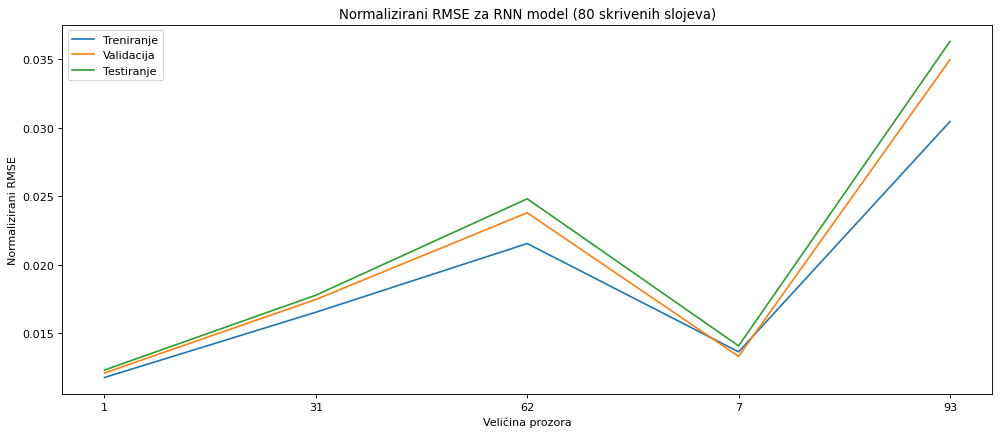 Normalizirani RMSE za RNN model (80 skrivenih slojeva)
Treniranje
Validacija
Testiranje
0.035
0.030
0.025
0.020
0.015
Normalizirani RMSE
1 31 62 7 93
Veličina prozora